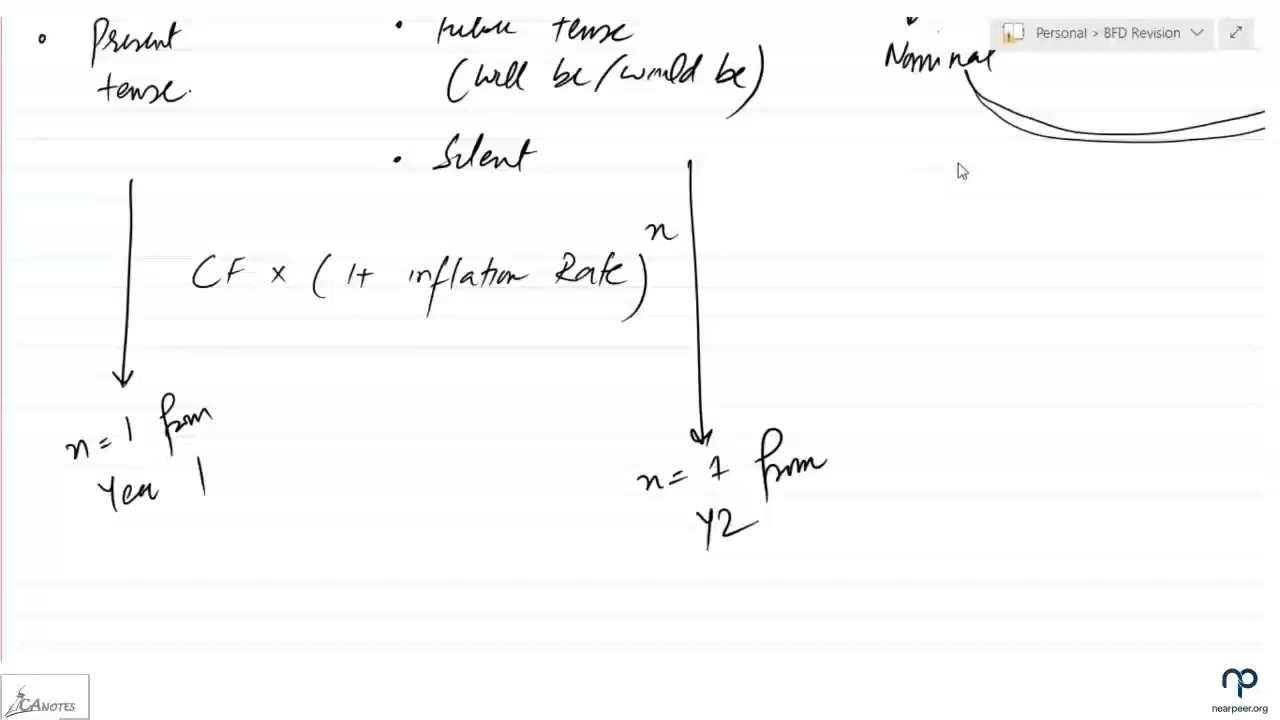 • Present
tense.
• Future tense
(will be/would be)
• Silent
Nominal
Personal > BFD Revision
CF × (1+ inflation Rate)^n
n = 1 from
Year 1
n = 1 from
Y2
CANOTES
np
nearpeer.org